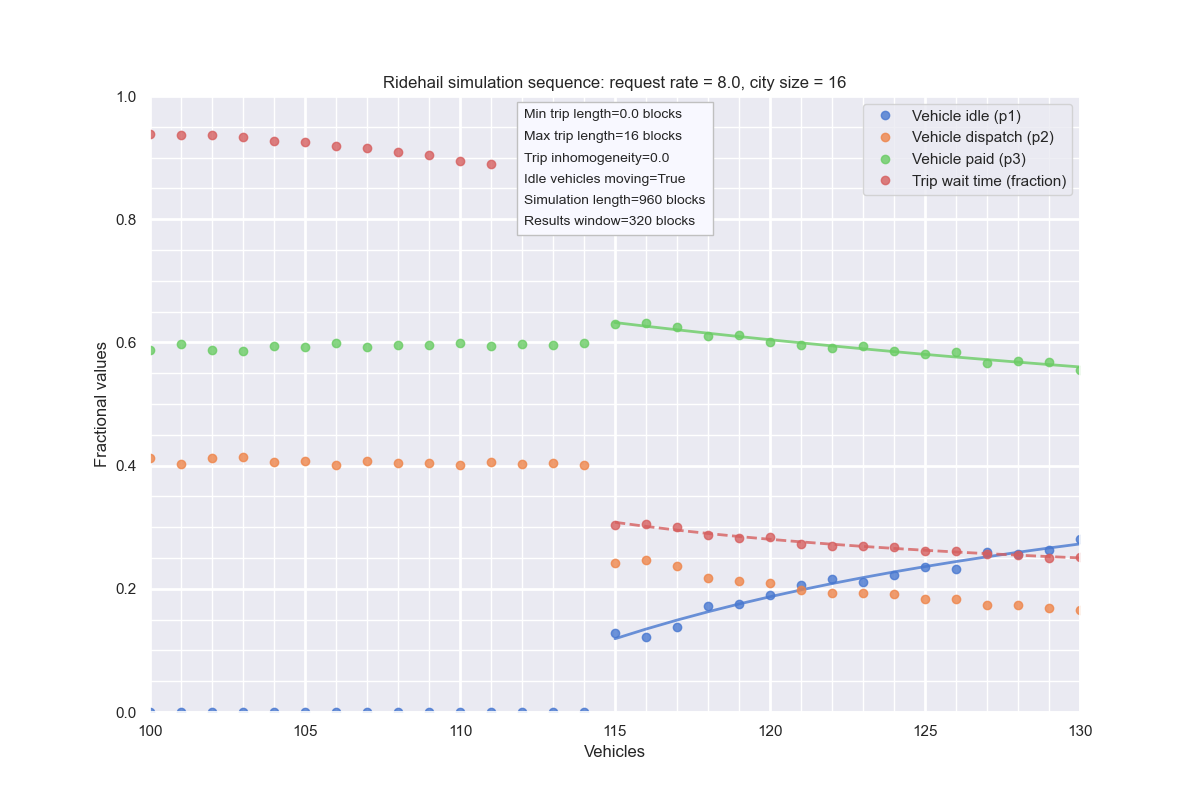 Ridehail simulation sequence: request rate = 8.0, city size = 16
Min trip length=0.0 blocks
Max trip length=16 blocks
Trip inhomogeneity=0.0
Idle vehicles moving=True
Simulation length=960 blocks
Results window=320 blocks
Vehicle idle (p1)
Vehicle dispatch (p2)
Vehicle paid (p3)
Trip wait time (fraction)
Fractional values
1.0
0.8
0.6
0.4
0.2
0.0
100 105 110 115 120 125 130
Vehicles